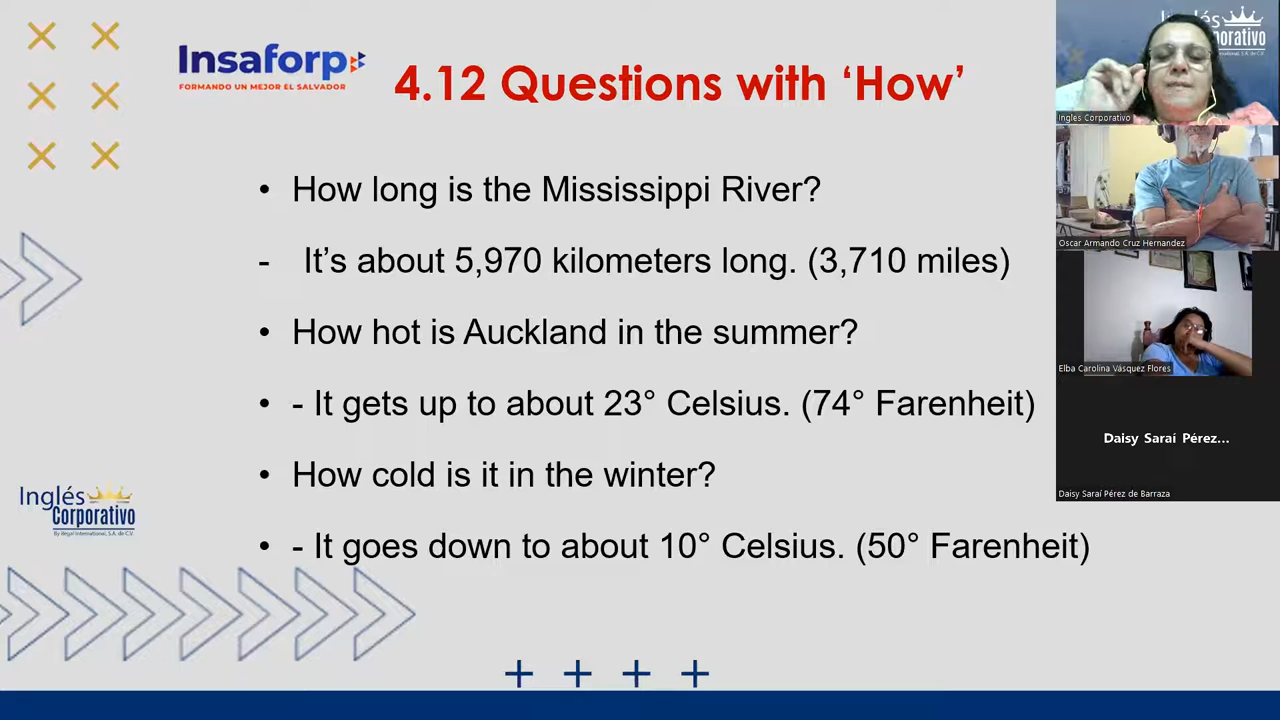 Insaforp
FORMANDO UN MEJOR EL SALVADOR
4.12 Questions with ‘How’
• How long is the Mississippi River?
- It’s about 5,970 kilometers long. (3,710 miles)
• How hot is Auckland in the summer?
• - It gets up to about 23° Celsius. (74° Farenheit)
• How cold is it in the winter?
• - It goes down to about 10° Celsius. (50° Farenheit)
Inglés
Corporativo
Ingles Corporativo
Oscar Armando Cruz Hernandez
Elba Carolina Vásquez Flores
Daisy Saraí Pérez...
Daisy Saraí Pérez de Barraza